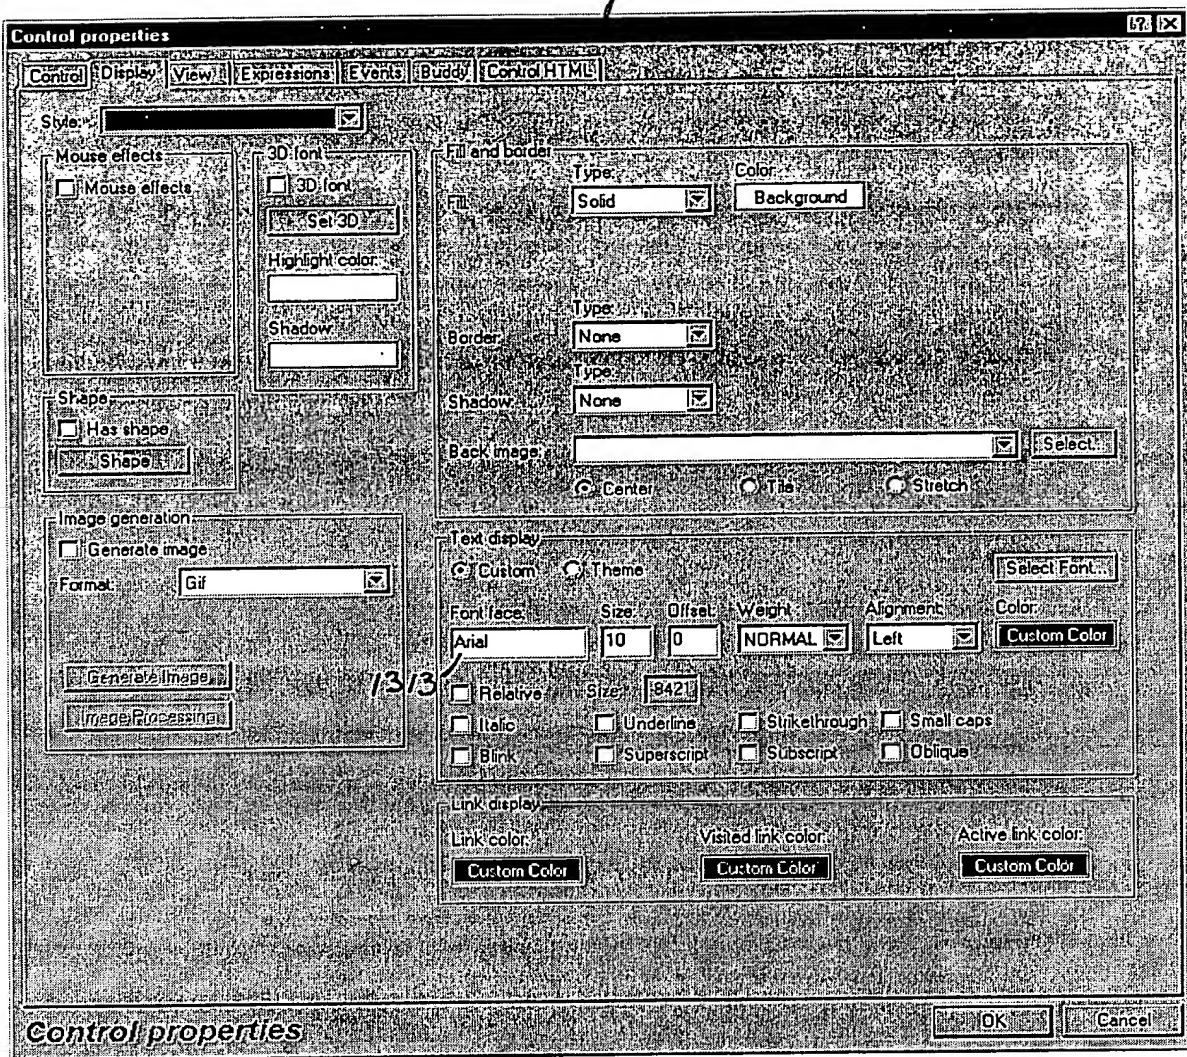 Control properties
Control Display View Expressions Events Buddy Control HTML
Style:
Mouse effects
Mouse effects
3D font
3D font
Set 3D
Highlight color:
Shadow:
Shape
Has shape
Shape
Image generation
Generate image
Format: Gif
Generate Image
Image Processing
Fill and border
Type: Color:
Fill: Solid Background
Type:
Border: None
Type:
Shadow: None
Back image: Select...
Center Tile Stretch
Text display
Custom Theme Select Font...
Font face: Size: Offset: Weight: Alignment: Color:
Arial 10 0 NORMAL Left Custom Color
1313
Relative Size: 8421
Italic Underline Strikethrough Small caps
Blink Superscript Subscript Oblique
Link display
Link color: Visited link color: Active link color:
Custom Color Custom Color Custom Color
Control properties OK Cancel